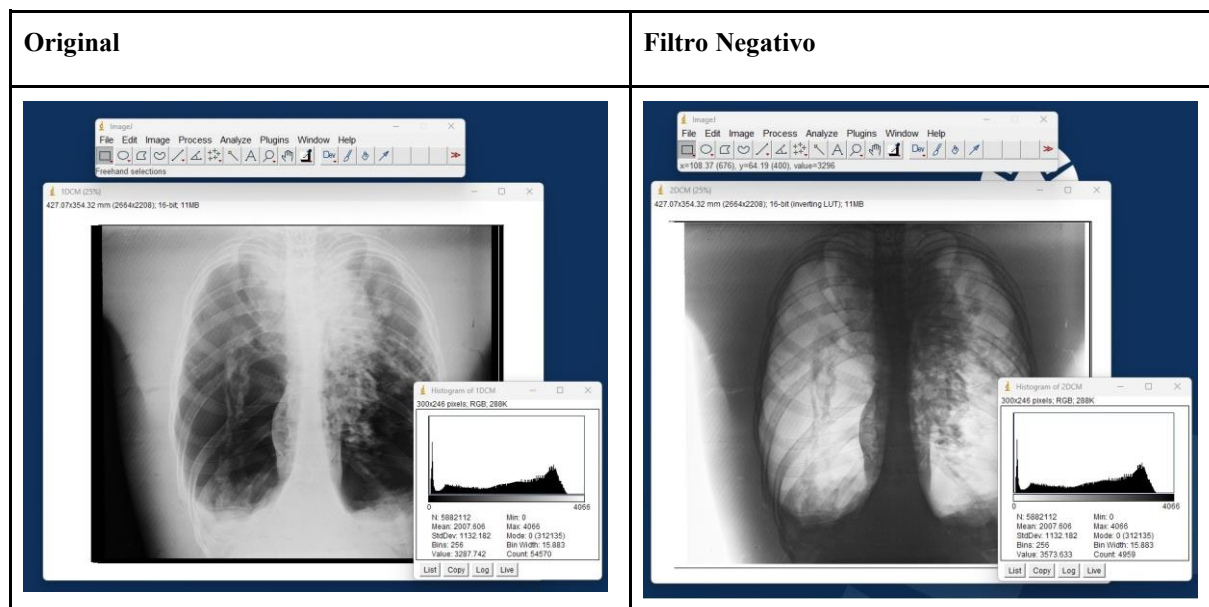 Original
Filtro Negativo
ImageJ
File Edit Image Process Analyze Plugins Window Help
Dev
Freehand selections
1DCM (25%)
427.07x354.32 mm (2664x2208); 16-bit; 11MB
Histogram of 1DCM
300x246 pixels; RGB; 288K
0 4066
N: 5882112 Min: 0
Mean: 2007.606 Max: 4066
StdDev: 1132.182 Mode: 0 (312135)
Bins: 256 Bin Width: 15.883
Value: 3287.742 Count: 54570
List Copy Log Live
ImageJ
File Edit Image Process Analyze Plugins Window Help
Dev
x=108.37 (676), y=64.19 (400), value=3296
2DCM (25%)
427.07x354.32 mm (2664x2208); 16-bit (inverting LUT); 11MB
Histogram of 2DCM
300x246 pixels; RGB; 288K
0 4066
N: 5882112 Min: 0
Mean: 2007.606 Max: 4066
StdDev: 1132.182 Mode: 0 (312135)
Bins: 256 Bin Width: 15.883
Value: 3573.633 Count: 4959
List Copy Log Live